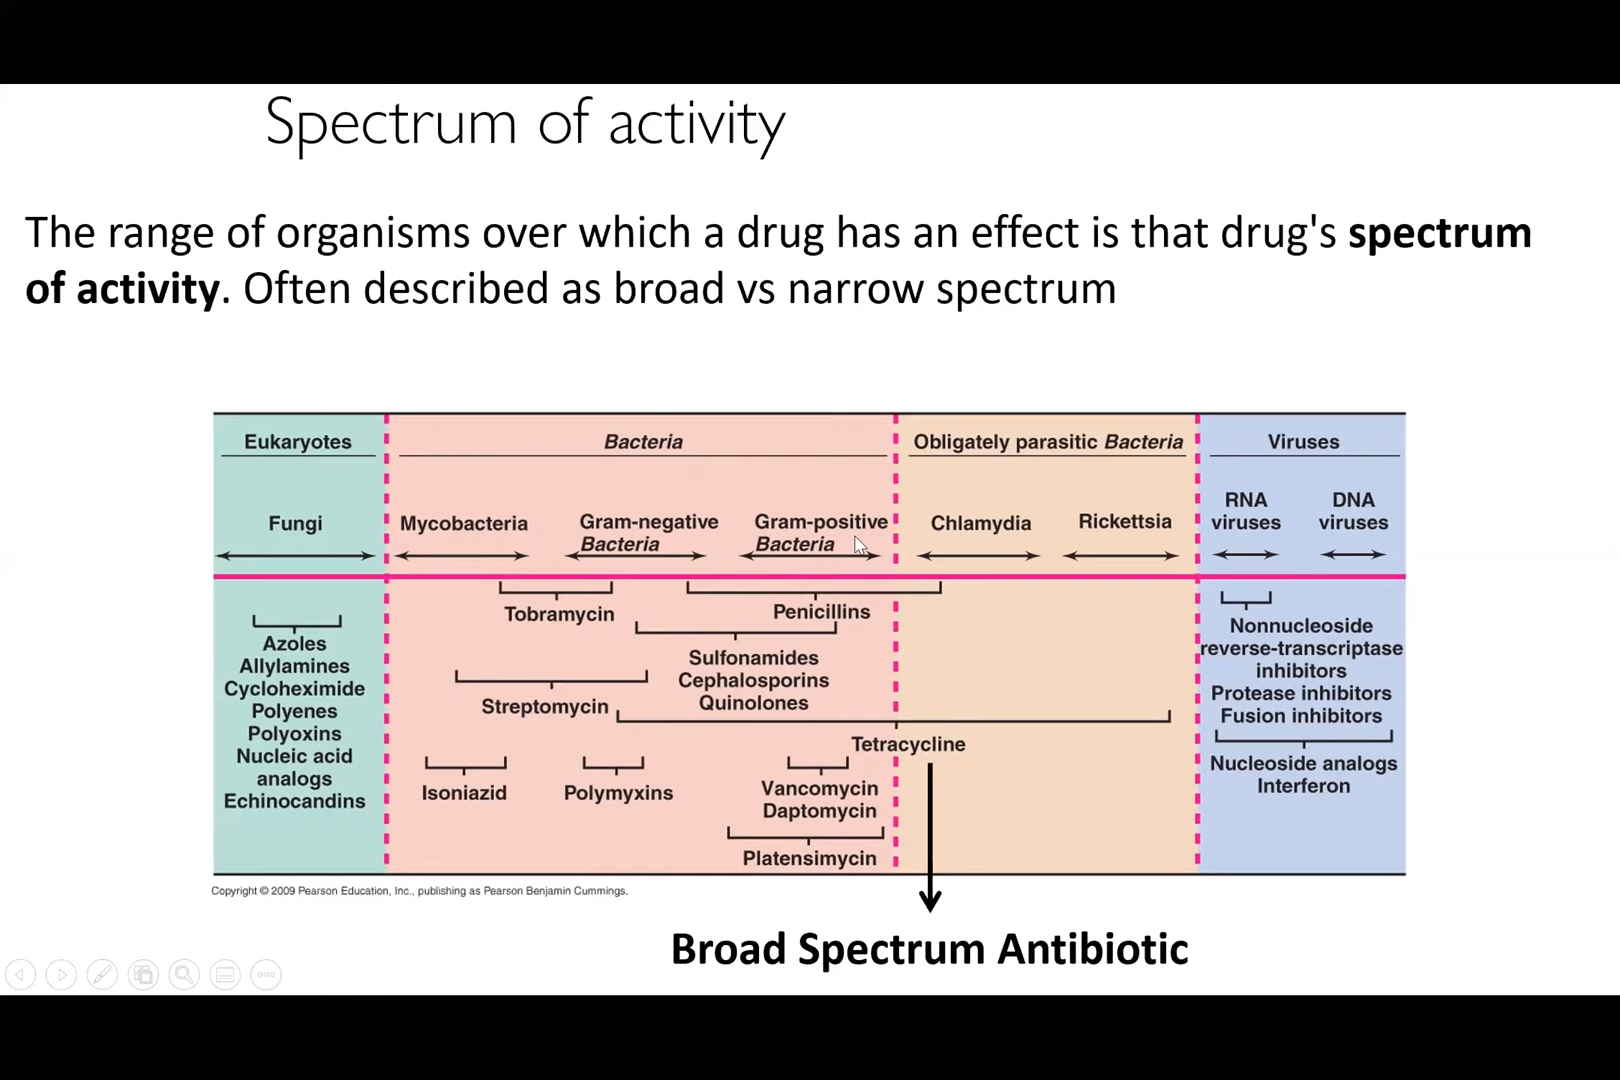 Spectrum of activity
The range of organisms over which a drug has an effect is that drug's spectrum
of activity. Often described as broad vs narrow spectrum
Eukaryotes
Bacteria
Obligately parasitic Bacteria
Viruses
Fungi
Mycobacteria
Gram-negative
Bacteria
Gram-positive
Bacteria
Chlamydia
Rickettsia
RNA
viruses
DNA
viruses
Azoles
Allylamines
Cycloheximide
Polyenes
Polyoxins
Nucleic acid
analogs
Echinocandins
Tobramycin
Penicillins
Sulfonamides
Cephalosporins
Quinolones
Streptomycin
Tetracycline
Isoniazid
Polymyxins
Vancomycin
Daptomycin
Platensimycin
Nonnucleoside
reverse-transcriptase
inhibitors
Protease inhibitors
Fusion inhibitors
Nucleoside analogs
Interferon
Copyright © 2009 Pearson Education, Inc., publishing as Pearson Benjamin Cummings.
Broad Spectrum Antibiotic